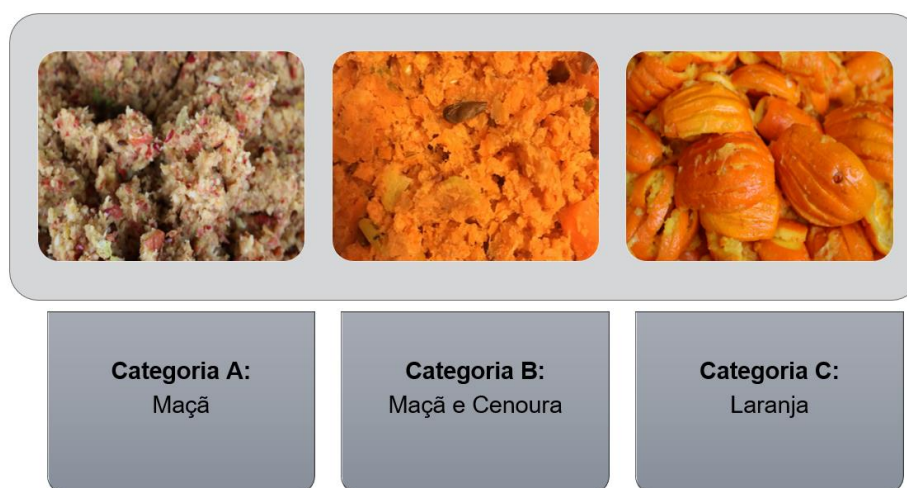 Categoria A:
Maçã
Categoria B:
Maçã e Cenoura
Categoria C:
Laranja